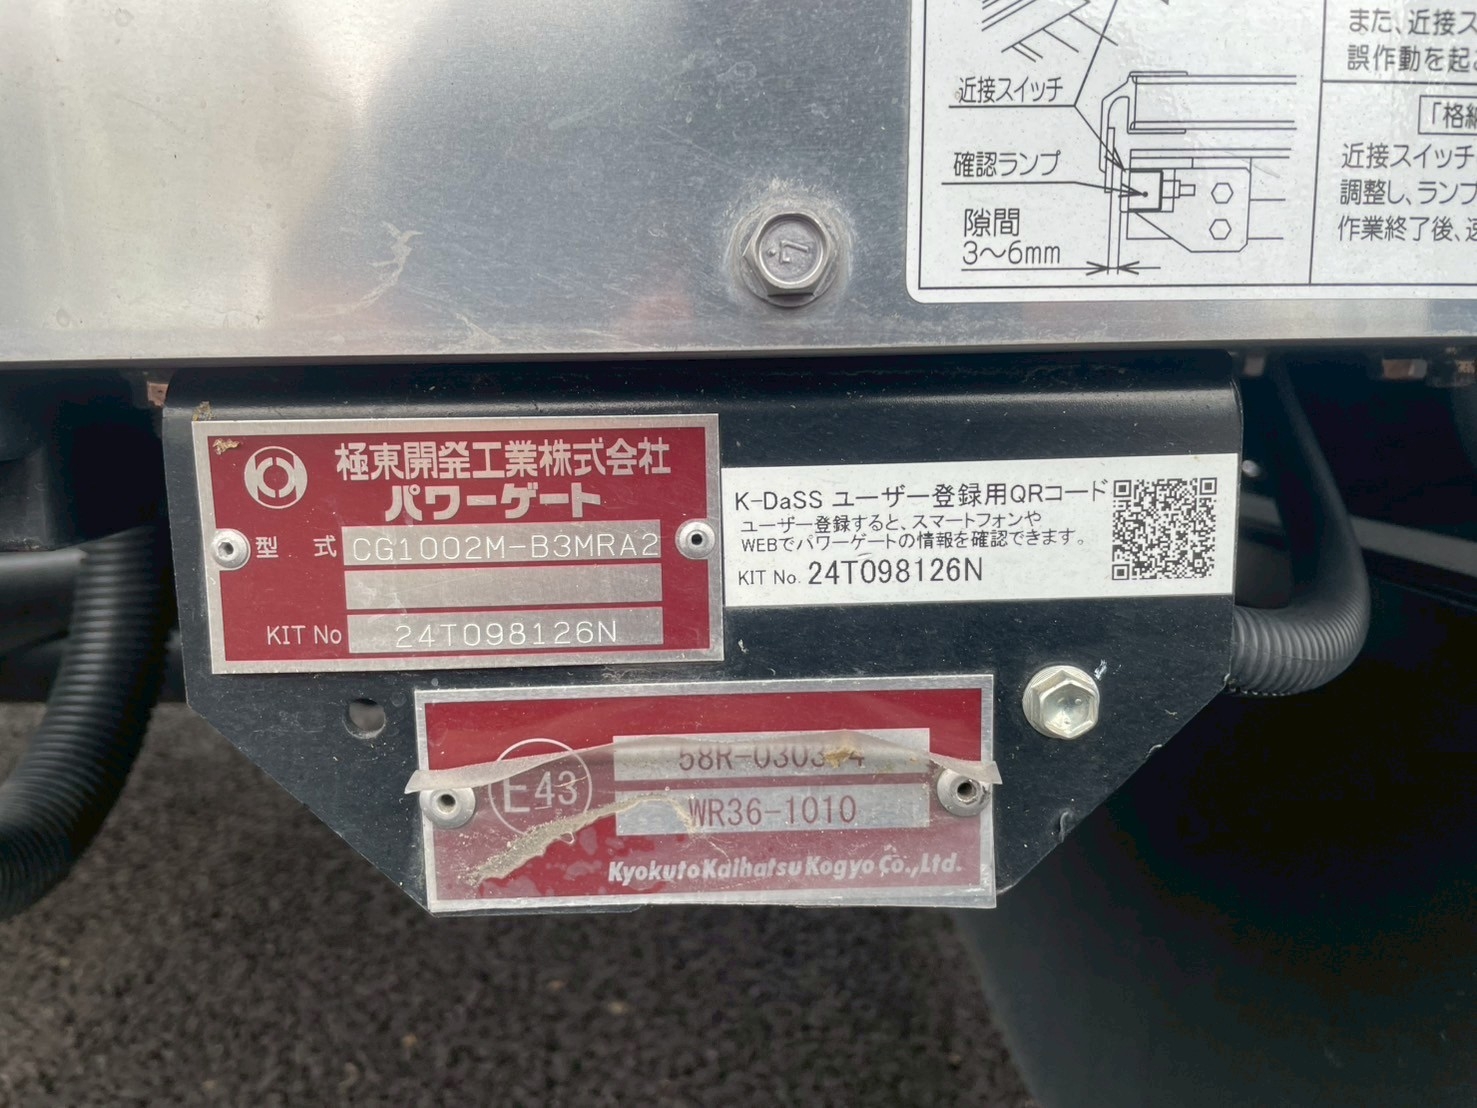 また、近接ス
誤作動を起
近接スイッチ
「格納
確認ランプ
近接スイッチ
調整し、ランプ
作業終了後、
隙間
3〜6mm
7
極東開発工業株式会社
パワーゲート
型 式 CG1002M-B3MRA2
KIT No 24T098126N
K-DaSS ユーザー登録用QRコード
ユーザー登録すると、スマートフォンや
WEBでパワーゲートの情報を確認できます。
KIT No. 24T098126N
E43
58R-0303
WR36-1010
Kyokuto Kaihatsu Kogyo Co., Ltd.